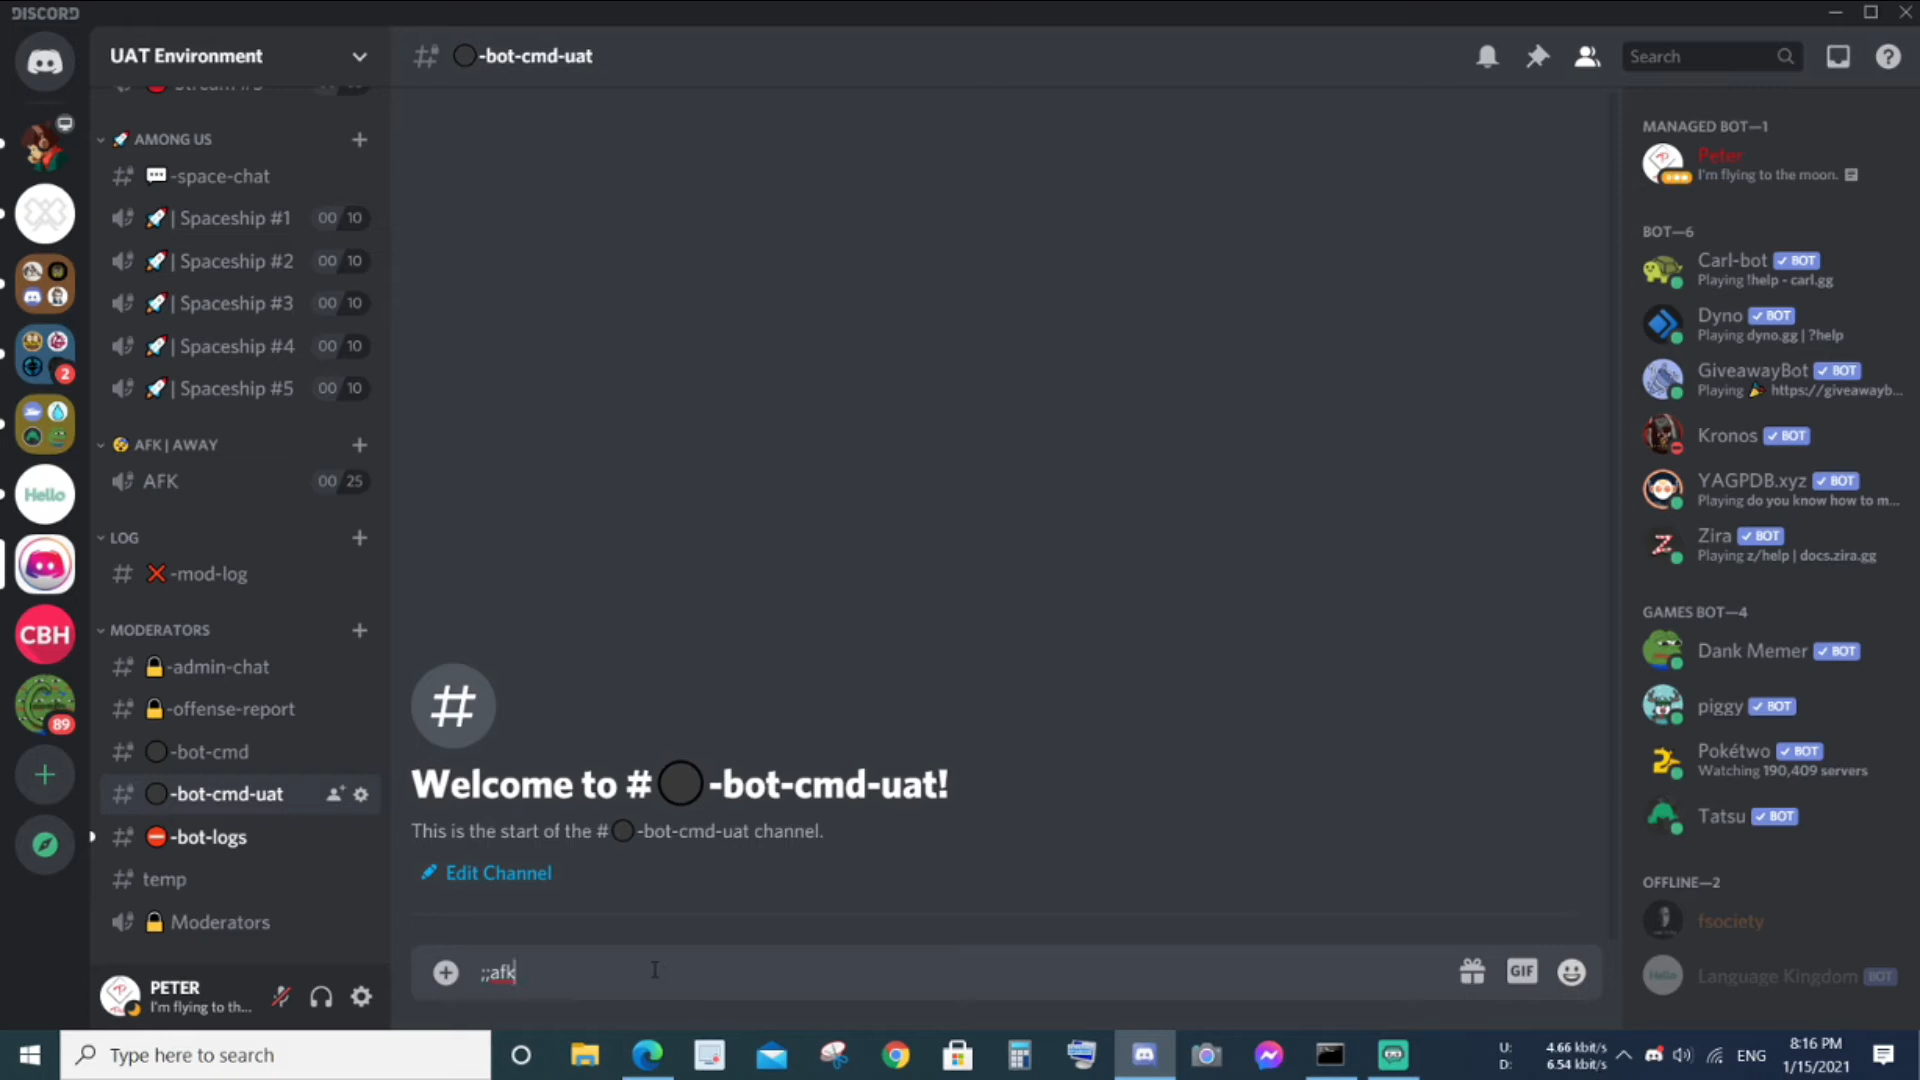 DISCORD
UAT Environment
-bot-cmd-uat
Search
AMONG US
-space-chat
| Spaceship #1 00 10
| Spaceship #2 00 10
| Spaceship #3 00 10
| Spaceship #4 00 10
| Spaceship #5 00 10
AFK | AWAY
AFK 00 25
LOG
-mod-log
MODERATORS
-admin-chat
-offense-report
-bot-cmd
-bot-cmd-uat
-bot-logs
temp
Moderators
PETER
I'm flying to th...
2
Hello
CBH
89
Welcome to # -bot-cmd-uat!
This is the start of the # -bot-cmd-uat channel.
Edit Channel
;;afk
GIF
MANAGED BOT—1
Peter
I'm flying to the moon.
BOT—6
Carl-bot BOT
Playing !help - carl.gg
Dyno BOT
Playing dyno.gg | ?help
GiveawayBot BOT
Playing 🎉 https://giveawayb...
Kronos BOT
YAGPDB.xyz BOT
Playing do you know how to m...
Zira BOT
Playing z/help | docs.zira.gg
GAMES BOT—4
Dank Memer BOT
piggy BOT
Pokétwo BOT
Watching 190,409 servers
Tatsu BOT
OFFLINE—2
fsociety
Hello
Language Kingdom BOT
Type here to search
U: 4.66 kbit/s
D: 6.54 kbit/s
ENG
8:16 PM
1/15/2021